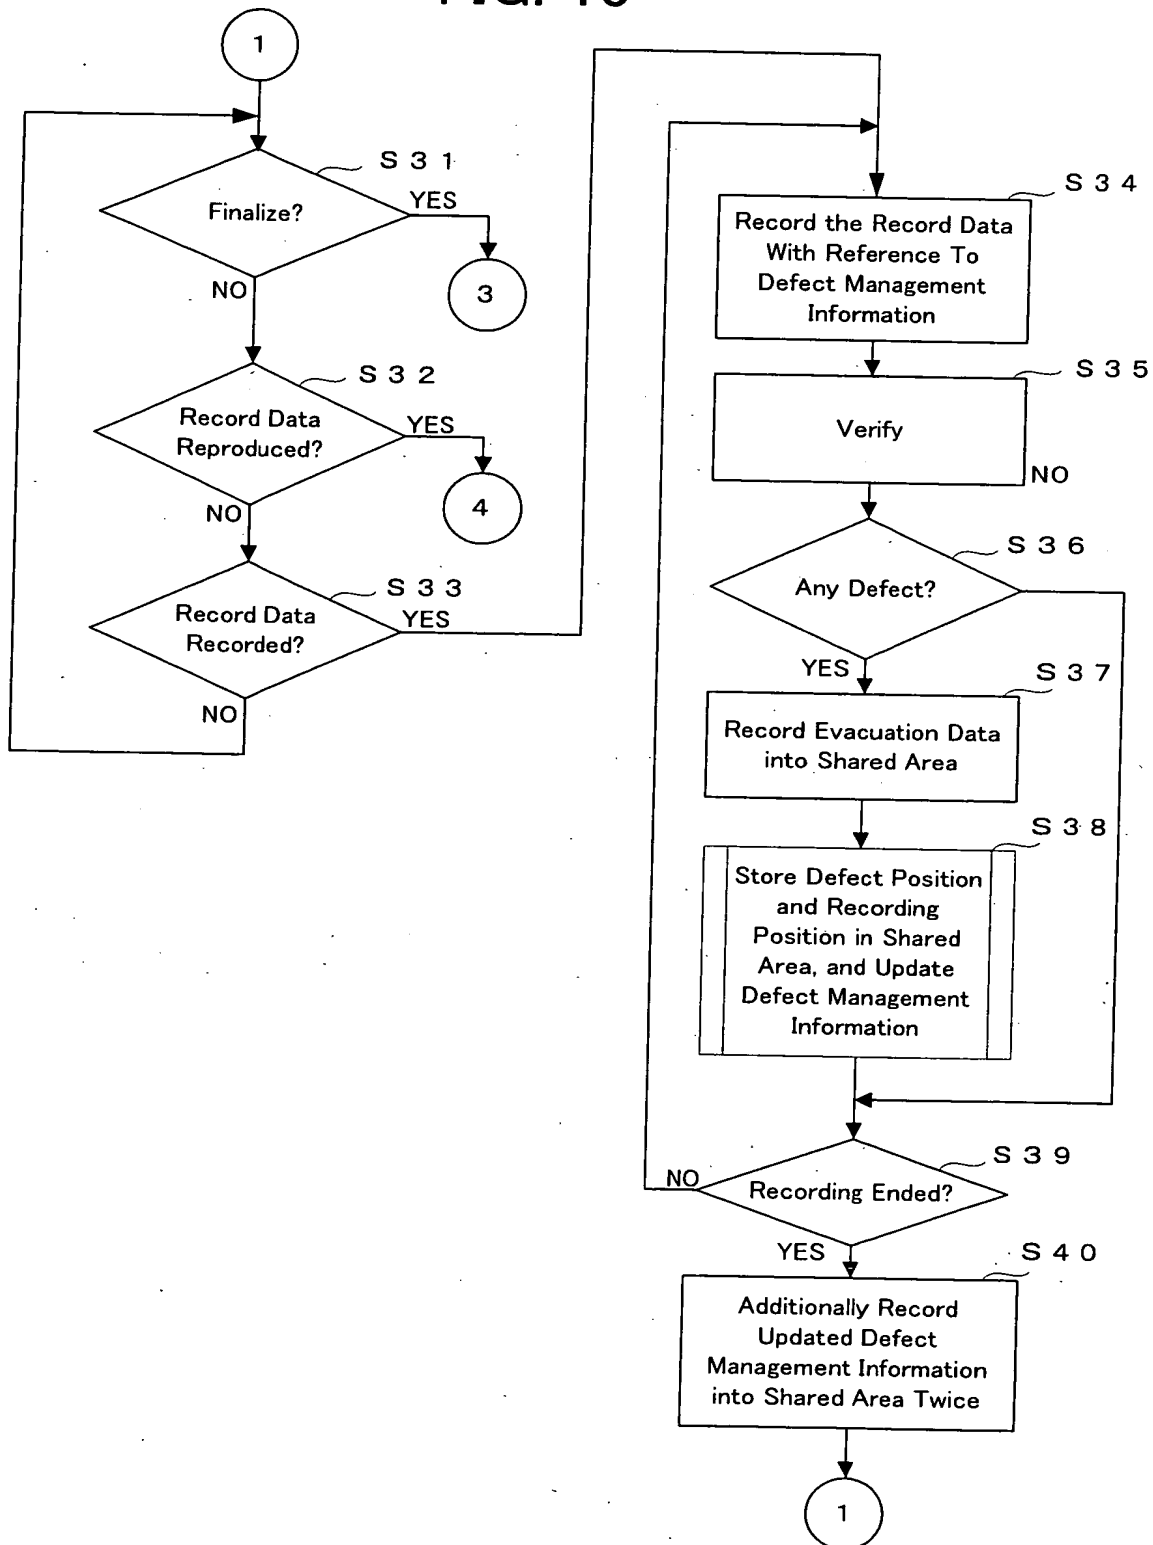 FIG. 10
1
S31
Finalize?
YES
3
NO
S32
Record Data
Reproduced?
YES
4
NO
S33
Record Data
Recorded?
YES
NO
S34
Record the Record Data
With Reference To
Defect Management
Information
S35
Verify
NO
S36
Any Defect?
YES
S37
Record Evacuation Data
into Shared Area
S38
Store Defect Position
and Recording
Position in Shared
Area, and Update
Defect Management
Information
S39
NO
Recording Ended?
YES
S40
Additionally Record
Updated Defect
Management Information
into Shared Area Twice
1